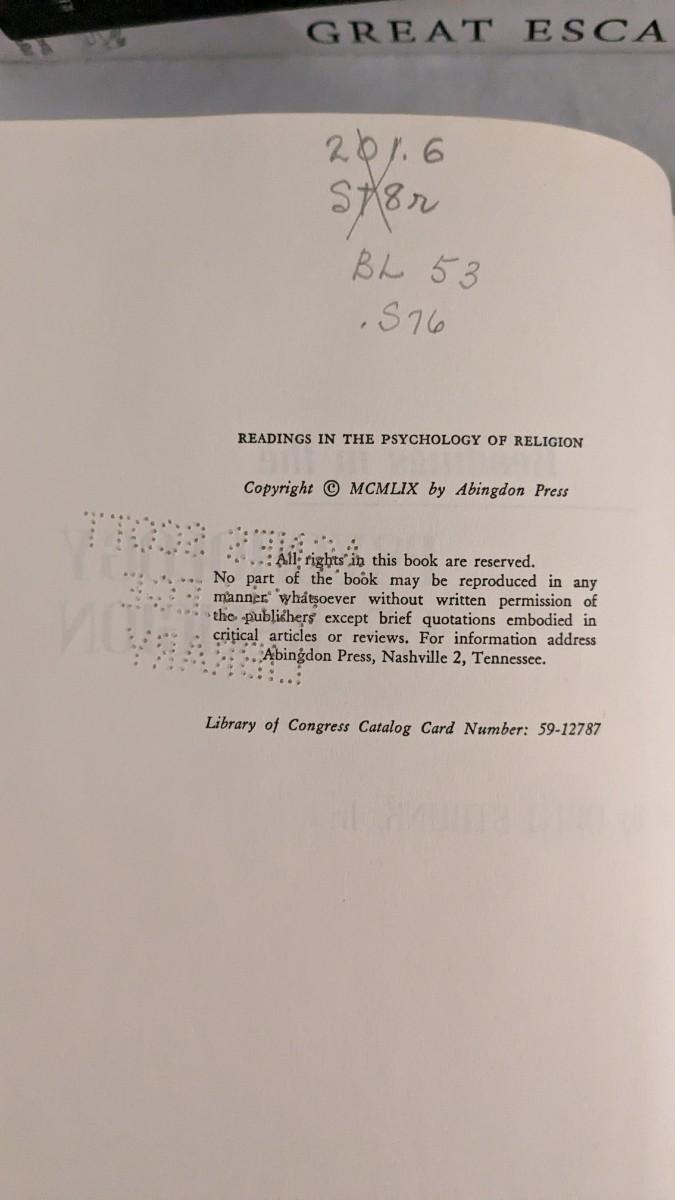 GREAT ESCA
201.6
St8r
BL 53
.S76
READINGS IN THE PSYCHOLOGY OF RELIGION
Copyright © MCMLIX by Abingdon Press
All rights in this book are reserved.
No part of the book may be reproduced in any
manner whatsoever without written permission of
the publishers except brief quotations embodied in
critical articles or reviews. For information address
Abingdon Press, Nashville 2, Tennessee.
Library of Congress Catalog Card Number: 59-12787